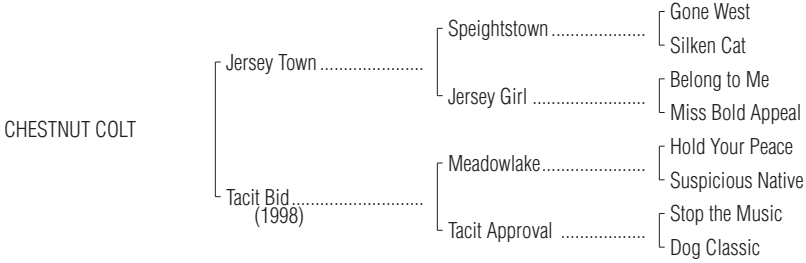 Gone West
Speightstown ....................
Silken Cat
Jersey Town ......................
Belong to Me
Jersey Girl ........................
Miss Bold Appeal
CHESTNUT COLT
Hold Your Peace
Meadowlake......................
Suspicious Native
Tacit Bid............................
(1998)
Stop the Music
Tacit Approval ..................
Dog Classic